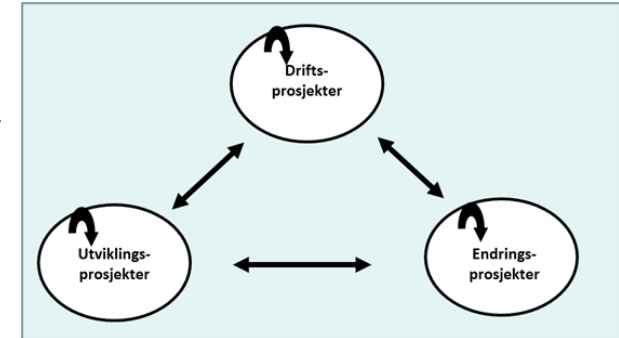 Drifts-
prosjekter
Utviklings-
prosjekter
Endrings-
prosjekter